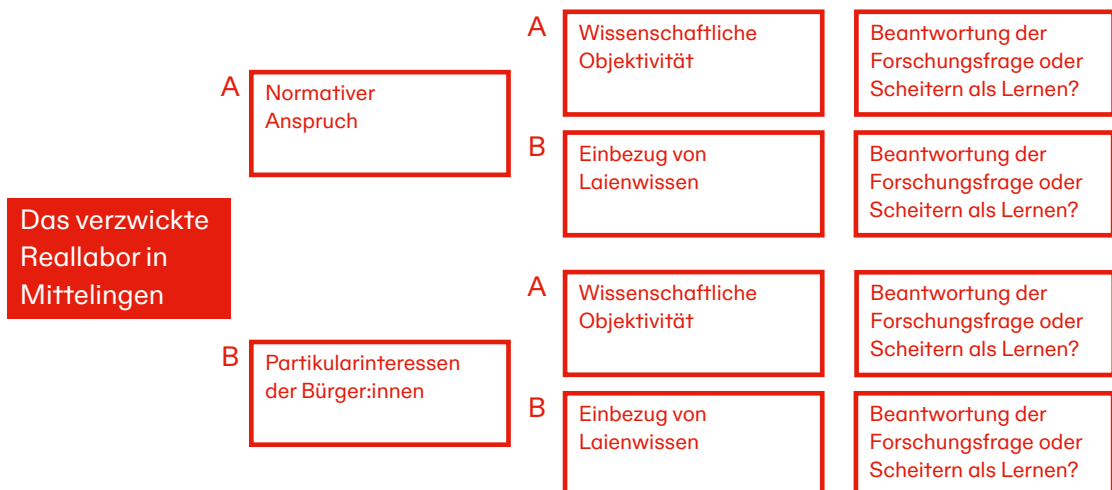 Das verzwickte
Reallabor in
Mittelingen
A
Normativer
Anspruch
A
Wissenschaftliche
Objektivität
Beantwortung der
Forschungsfrage oder
Scheitern als Lernen?
B
Einbezug von
Laienwissen
Beantwortung der
Forschungsfrage oder
Scheitern als Lernen?
B
Partikularinteressen
der Bürger:innen
A
Wissenschaftliche
Objektivität
Beantwortung der
Forschungsfrage oder
Scheitern als Lernen?
B
Einbezug von
Laienwissen
Beantwortung der
Forschungsfrage oder
Scheitern als Lernen?